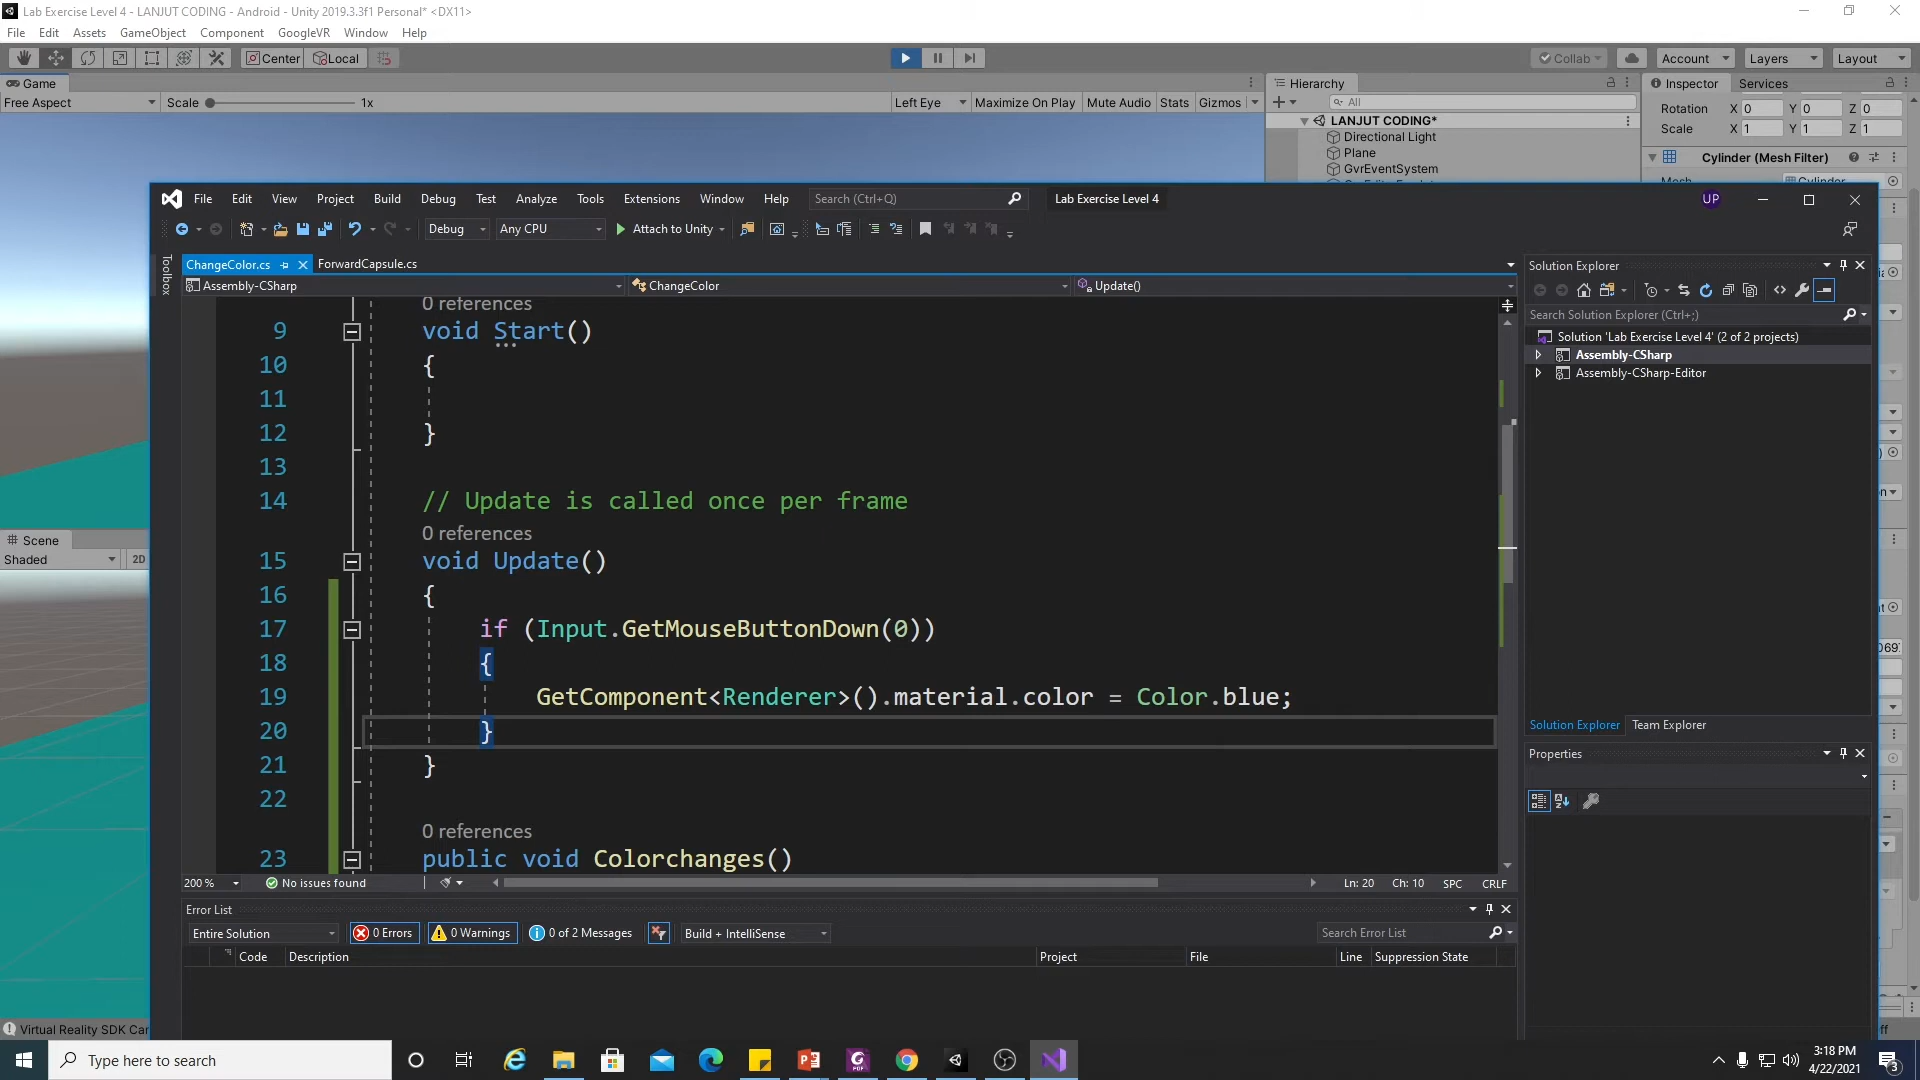 Lab Exercise Level 4 - LANJUT CODING - Android - Unity 2019.3.3f1 Personal* <DX11>
File Edit Assets GameObject Component GoogleVR Window Help
Center Local Collab Account Layers Layout
Game Hierarchy Inspector Services
Free Aspect Scale 1x Left Eye Maximize On Play Mute Audio Stats Gizmos All
Rotation X 0 Y 0 Z 0
LANJUT CODING*
Scale X 1 Y 1 Z 1
Directional Light
Plane
Cylinder (Mesh Filter)
GvrEventSystem
File Edit View Project Build Debug Test Analyze Tools Extensions Window Help Search (Ctrl+Q) Lab Exercise Level 4 UP
Debug Any CPU Attach to Unity
Toolbox
ChangeColor.cs ForwardCapsule.cs
Assembly-CSharp ChangeColor Update()
0 references
9 void Start()
10 {
11
12 }
13
14 // Update is called once per frame
0 references
15 void Update()
16 {
17 if (Input.GetMouseButtonDown(0))
18 {
19 GetComponent<Renderer>().material.color = Color.blue;
20 }
21 }
22
0 references
23 public void Colorchanges()
200 % No issues found Ln: 20 Ch: 10 SPC CRLF
Solution Explorer
Search Solution Explorer (Ctrl+;)
Solution 'Lab Exercise Level 4' (2 of 2 projects)
Assembly-CSharp
Assembly-CSharp-Editor
Solution Explorer Team Explorer
Properties
Scene
Shaded 2D
Error List
Entire Solution 0 Errors 0 Warnings 0 of 2 Messages Build + IntelliSense Search Error List
Code Description Project File Line Suppression State
Virtual Reality SDK
Type here to search
3:18 PM
4/22/2021
3